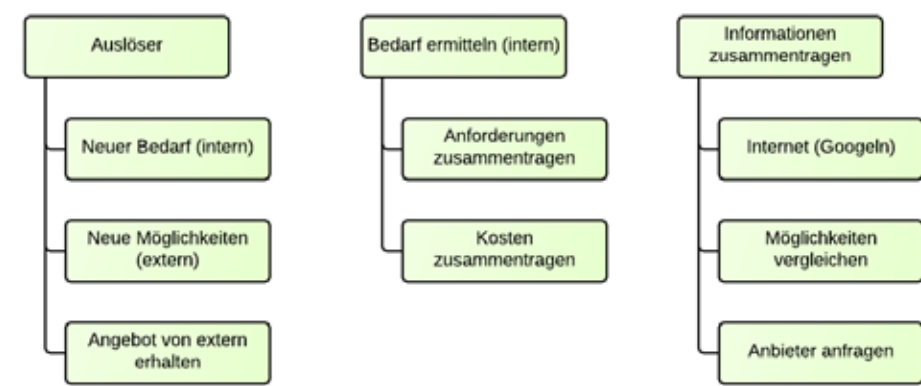 Auslöser
Neuer Bedarf (intern)
Neue Möglichkeiten
(extern)
Angebot von extern
erhalten
Bedarf ermitteln (intern)
Anforderungen
zusammentragen
Kosten
zusammentragen
Informationen
zusammentragen
Internet (Googeln)
Möglichkeiten
vergleichen
Anbieter anfragen